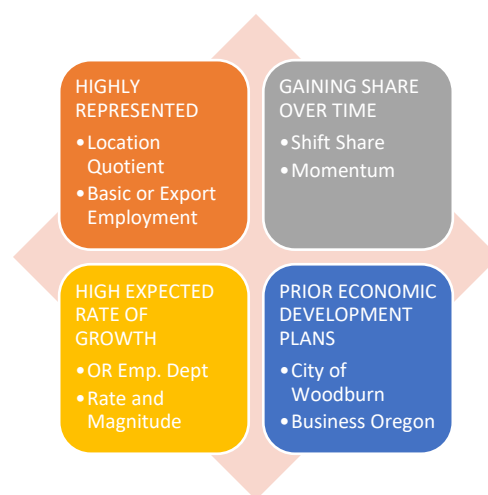 HIGHLY
REPRESENTED
•Location
Quotient
•Basic or Export
Employment
GAINING SHARE
OVER TIME
•Shift Share
•Momentum
HIGH EXPECTED
RATE OF
GROWTH
•OR Emp. Dept
•Rate and
Magnitude
PRIOR ECONOMIC
DEVELOPMENT
PLANS
•City of
Woodburn
•Business Oregon